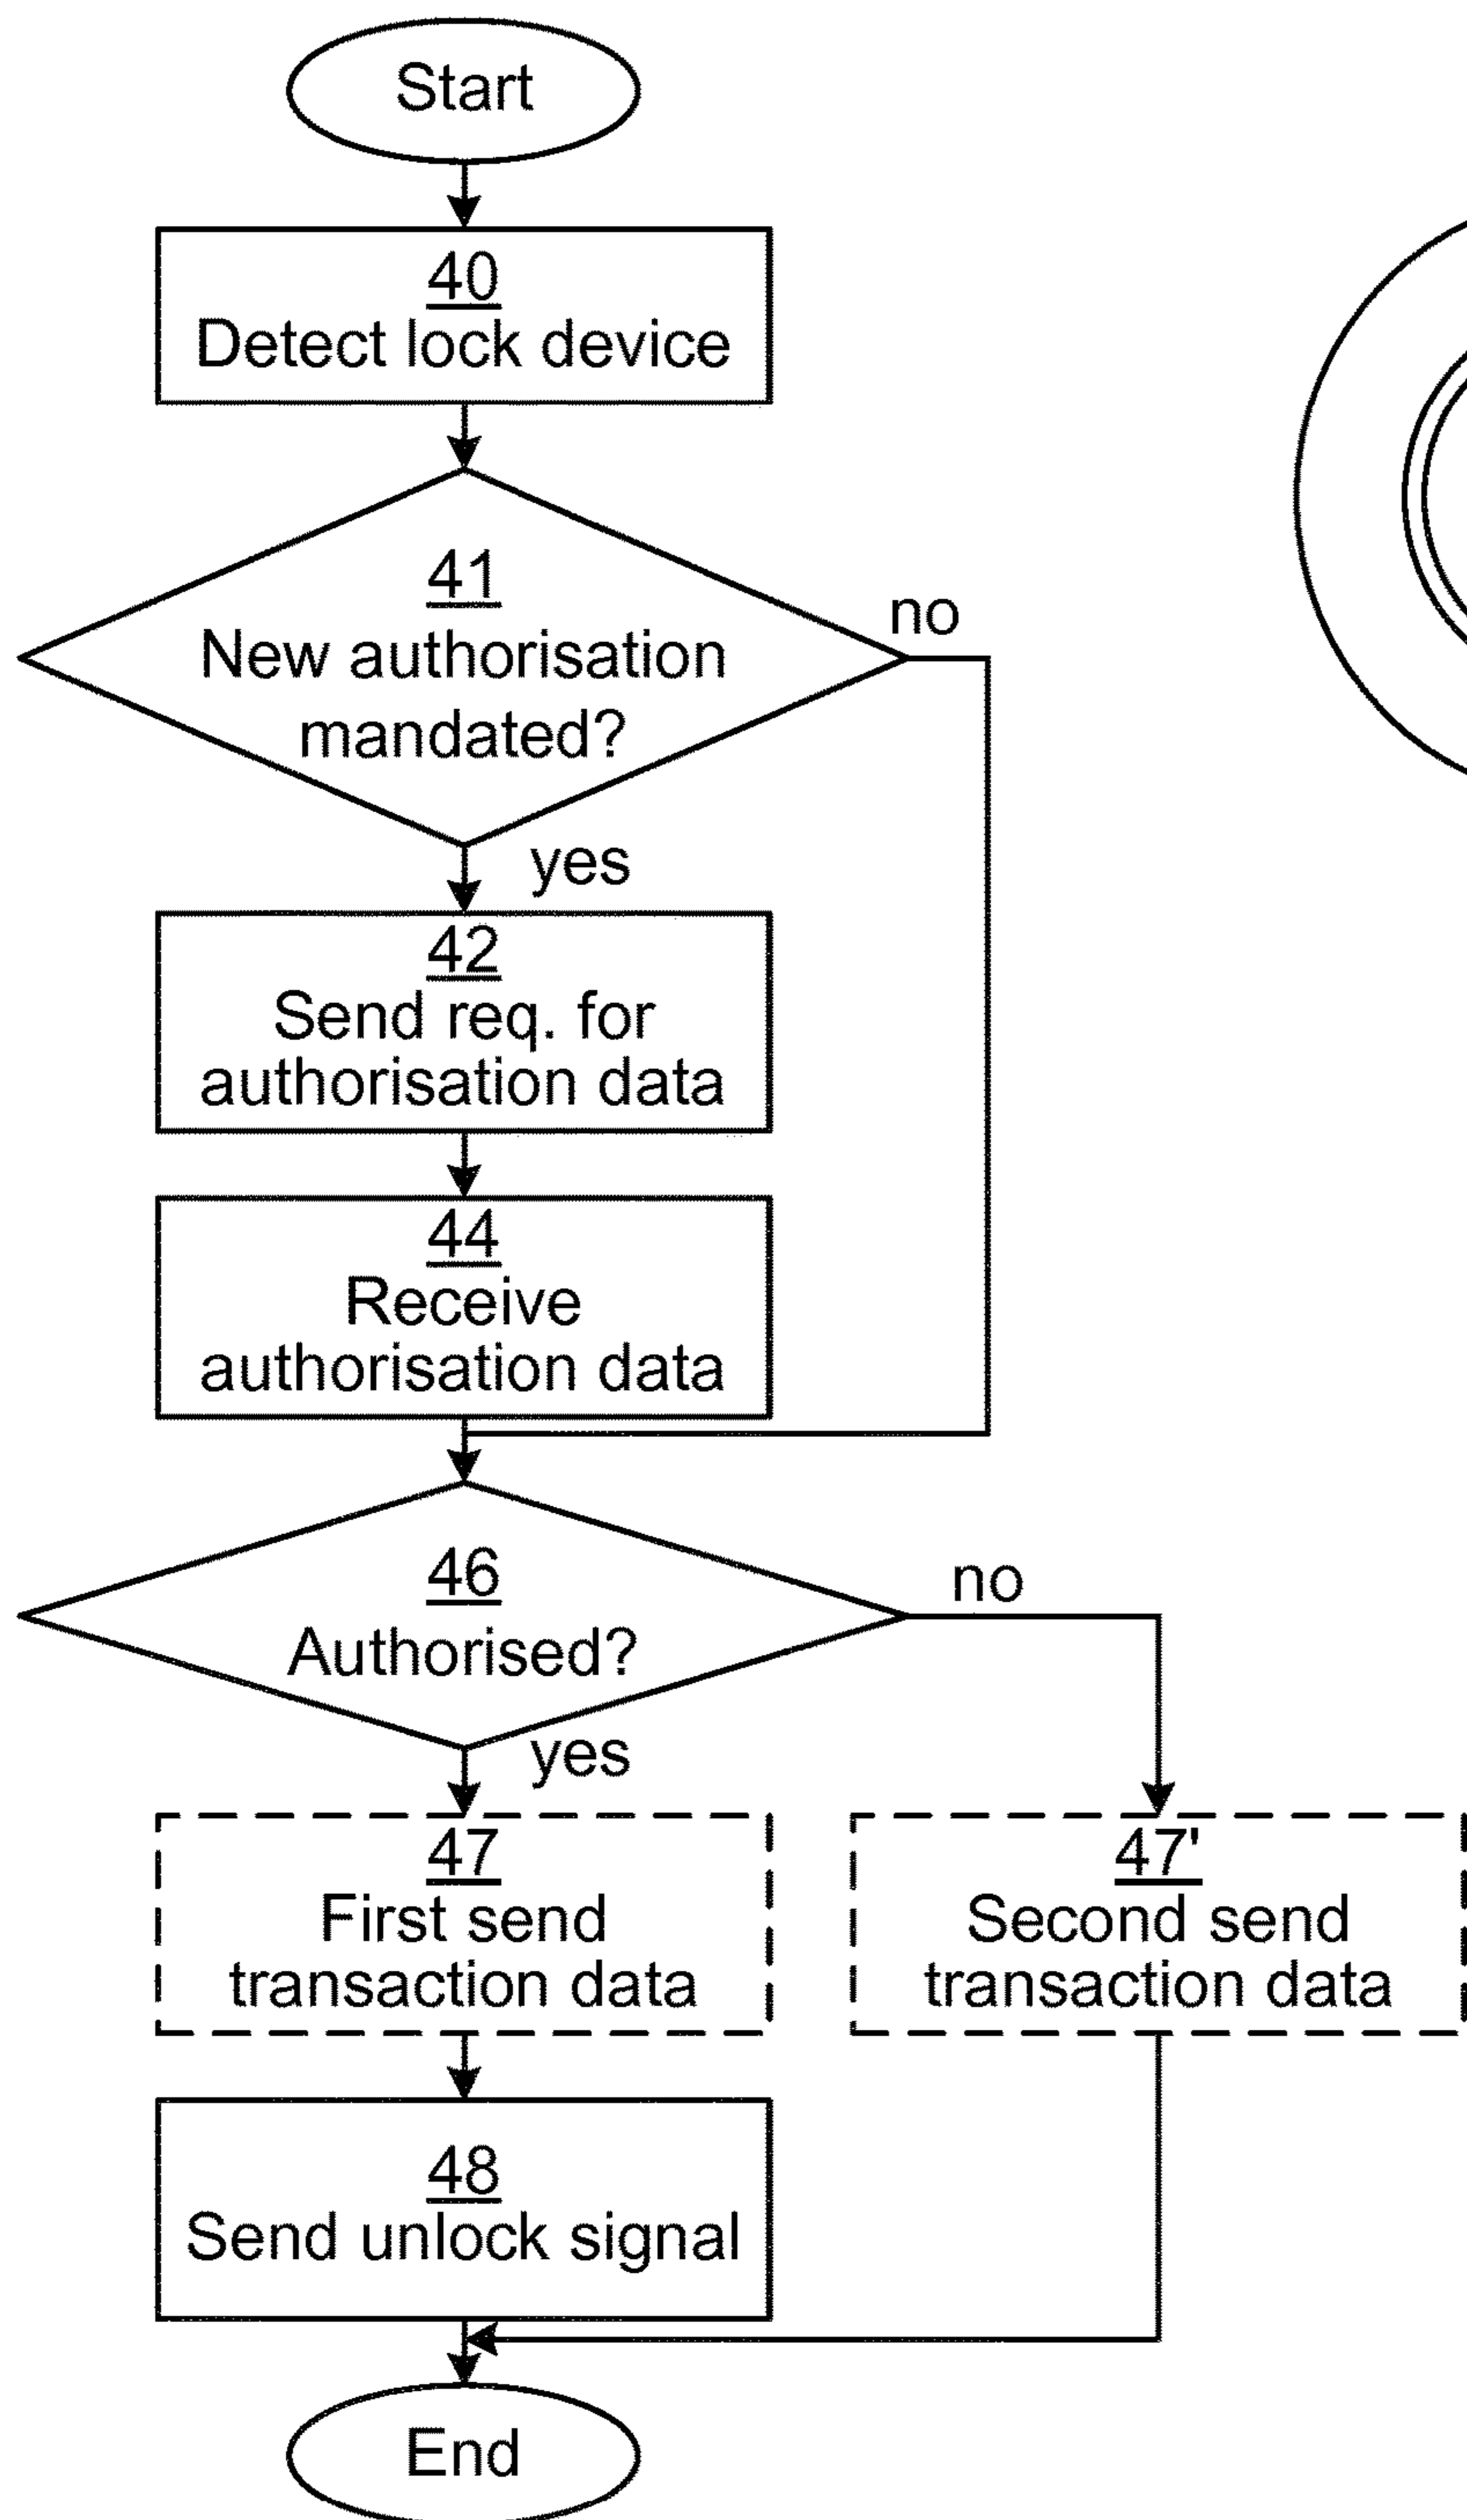 Start
40
Detect lock device
41
New authorisation
mandated?
no
yes
42
Send req. for
authorisation data
44
Receive
authorisation data
46
Authorised?
no
yes
47
First send
transaction data
47'
Second send
transaction data
48
Send unlock signal
End